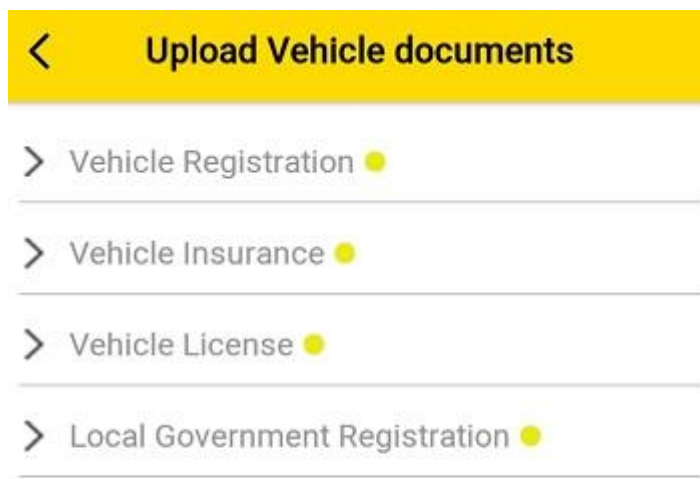 Upload Vehicle documents
Vehicle Registration
Vehicle Insurance
Vehicle License
Local Government Registration